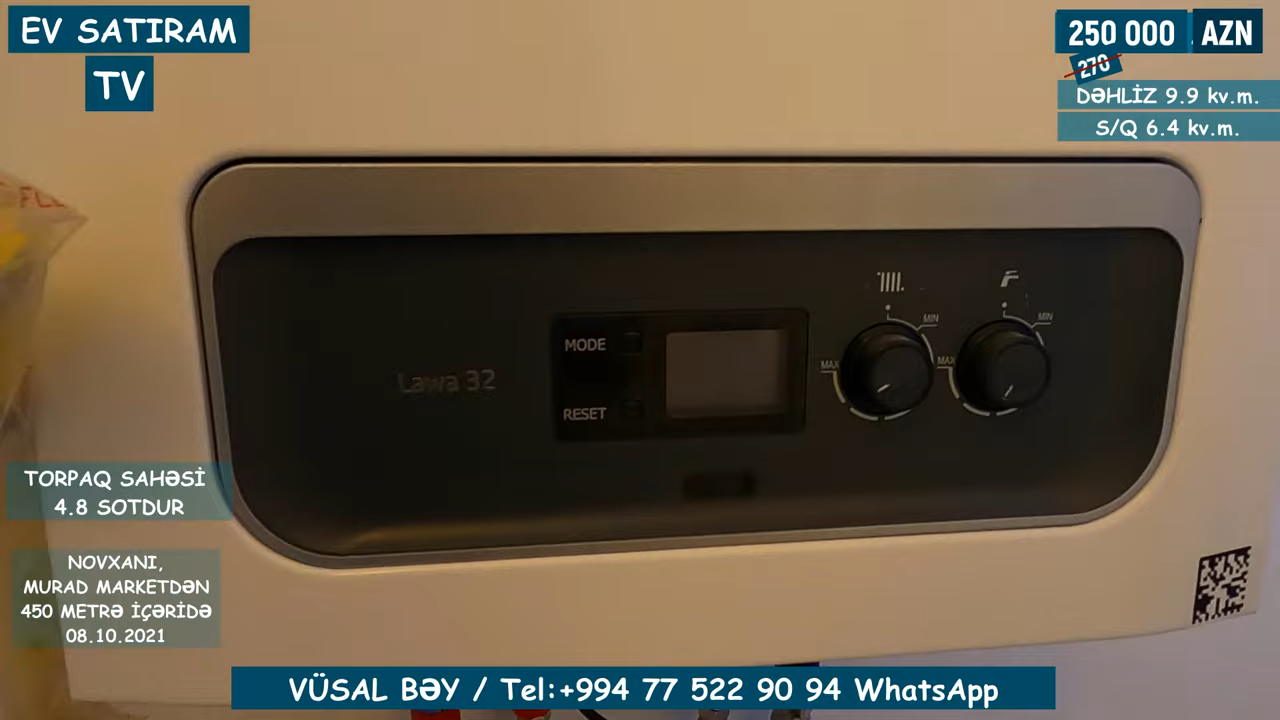 EV SATIRAM
TV
250 000 AZN
270
DƏHLİZ 9.9 kv.m.
S/Q 6.4 kv.m.
MODE
RESET
Lawa 32
MIN
MAX
MIN
MAX
TORPAQ SAHƏSİ
4.8 SOTDUR
NOVXANI,
MURAD MARKETDƏN
450 METRƏ İÇƏRİDƏ
08.10.2021
VÜSAL BƏY / Tel:+994 77 522 90 94 WhatsApp